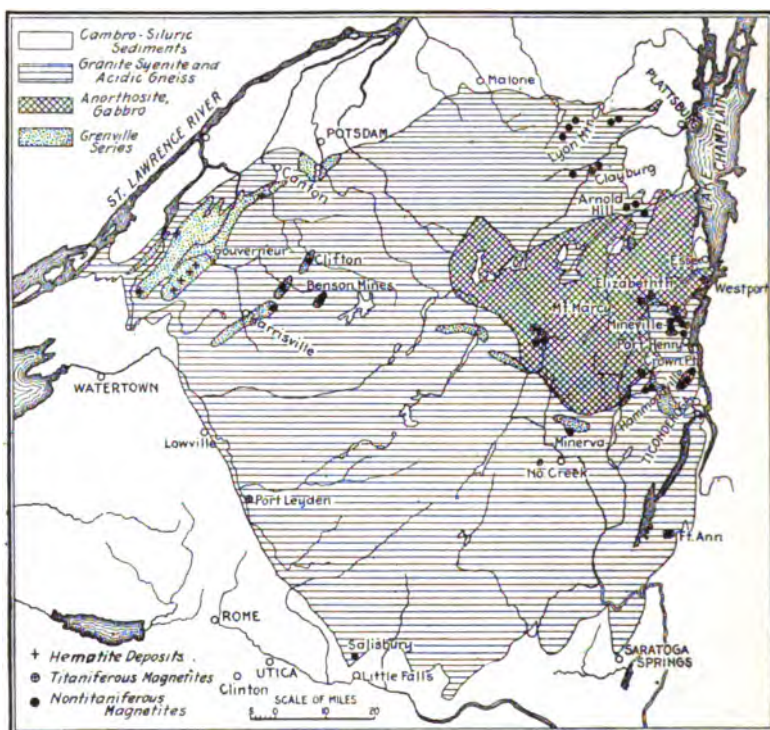 Cambro-Siluric
Sediments
Granite Syenite and
Acidic Gneiss
Anorthosite,
Gabbro
Grenville
Series
ST. LAWRENCE RIVER
Malone
PLATTSBURG
LAKE CHAMPLAIN
POTSDAM
Lyon Mt.
Canton
Clayburg
Arnold
Hill
Gouverneur
Clifton
Essex
Elizabethth
Westport
Benson Mines
Mt. Marcy
Mineville
Harrisville
Port Henry
Crown Pt.
WATERTOWN
TICONDEROGA
Lowville
Minerva
No. Creek
Port Leyden
Ft. Ann
ROME
Hematite Deposits
Titaniferous Magnetites
Nontitaniferous
Magnetites
UTICA
Clinton
Salisbury
Little Falls
SARATOGA
SPRINGS
SCALE OF MILES
5 0 10 20